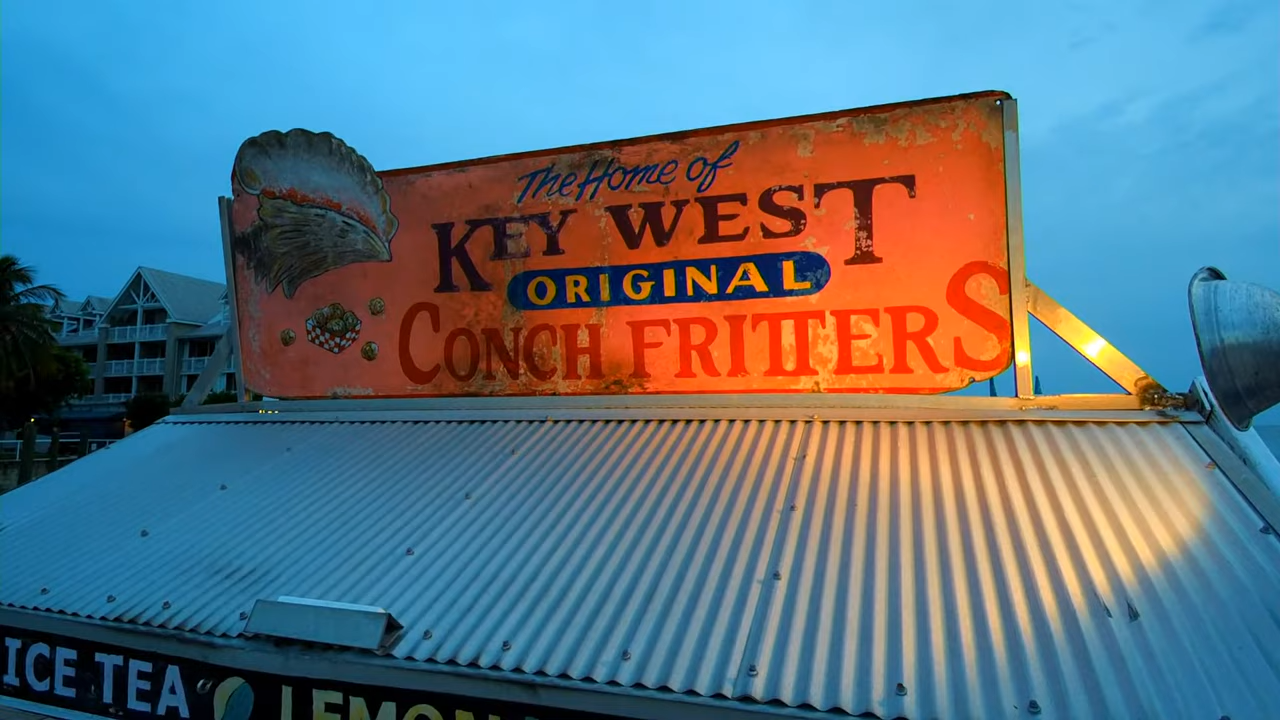 The Home of
KEY WEST
ORIGINAL
CONCH FRITTERS
ICE TEA